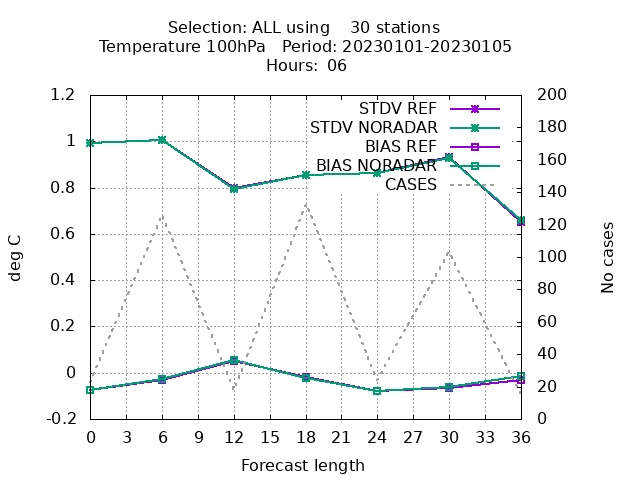 Selection: ALL using    30 stations
Temperature 100hPa   Period: 20230101-20230105
Hours:  06
STDV REF
STDV NORADAR
BIAS REF
BIAS NORADAR
CASES
1.2
1
0.8
0.6
0.4
0.2
0
-0.2
deg C
200
180
160
140
120
100
80
60
40
20
0
No cases
0 3 6 9 12 15 18 21 24 27 30 33 36
Forecast length